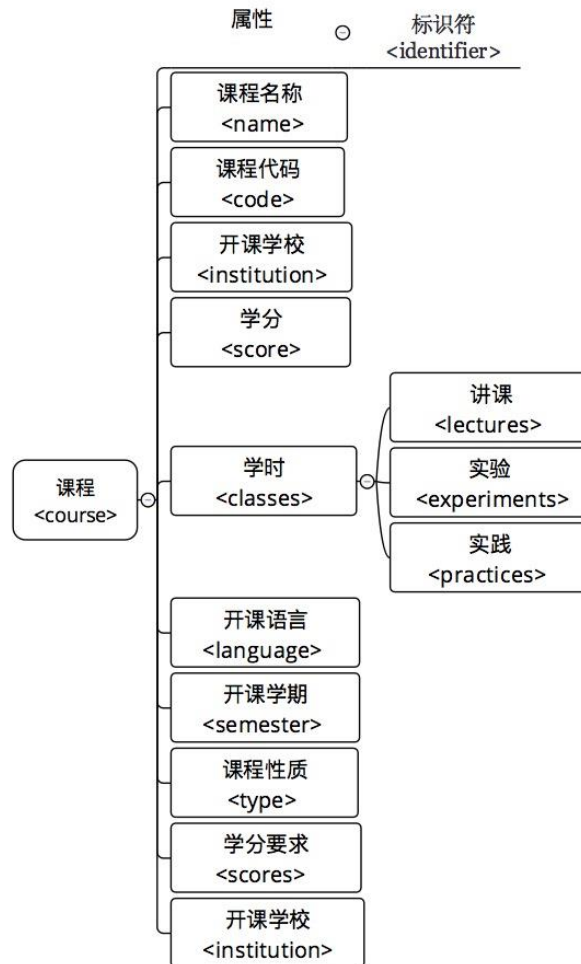 属性
标识符
<identifier>
课程名称
<name>
课程代码
<code>
开课学校
<institution>
学分
<score>
课程
<course>
学时
<classes>
讲课
<lectures>
实验
<experiments>
实践
<practices>
开课语言
<language>
开课学期
<semester>
课程性质
<type>
学分要求
<scores>
开课学校
<institution>